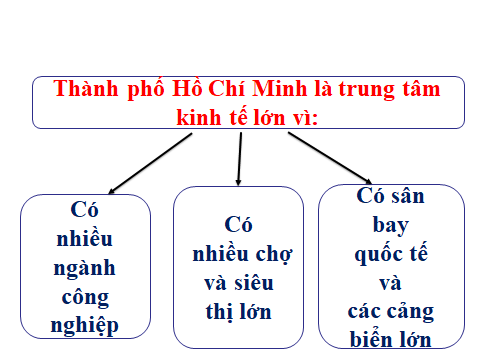 Thành phố Hồ Chí Minh là trung tâm
kinh tế lớn vì:
Có
nhiều
ngành
công
nghiệp
Có
nhiều chợ
và siêu
thị lớn
Có sân
bay
quốc tế
và
các cảng
biển lớn